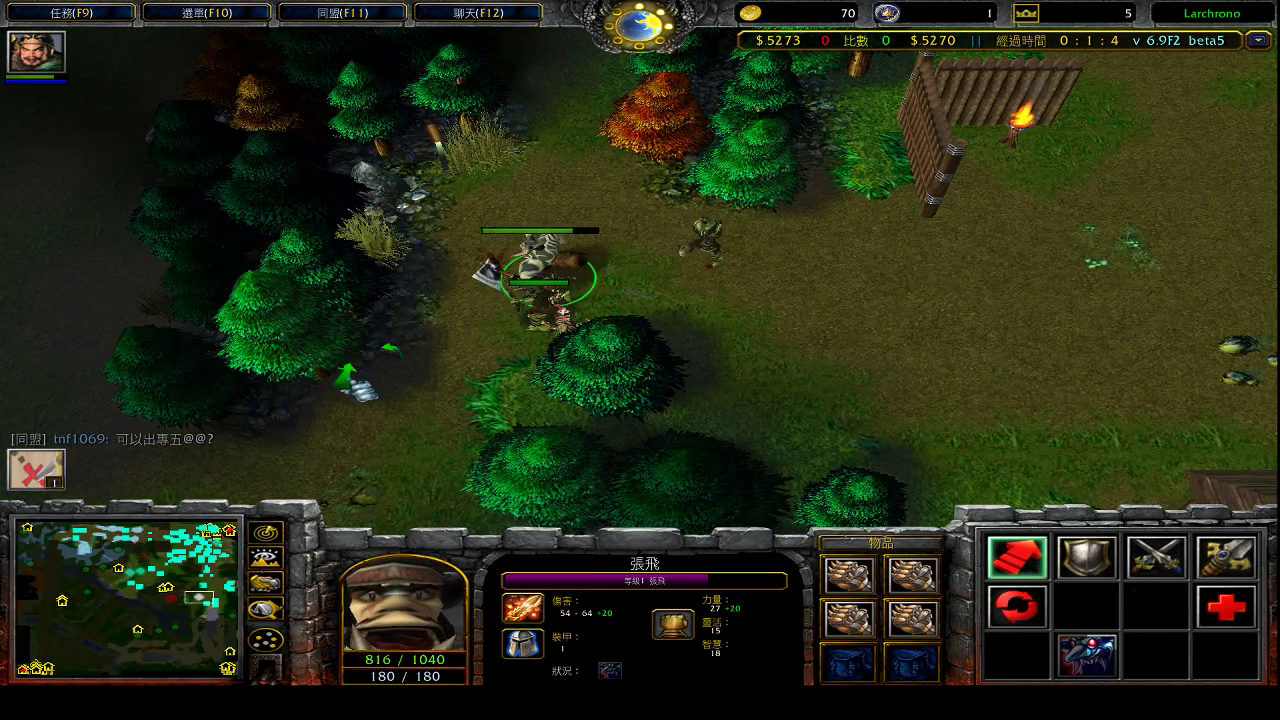 任務(F9) 選單(F10) 同盟(F11) 聊天(F12) 70 1 5 Larchrono
$.5273 0 比數 0 $.5270 || 經過時間 0 : 1 : 4 v 6.9F2 beta5
[同盟] tnf1069: 可以出專五@@?
1
張飛
等級1 張飛
物品
傷害：
54 - 64 +20
裝甲：
1
狀況：
力量：
27 +20
靈活：
15
智慧：
18
816 / 1040
180 / 180